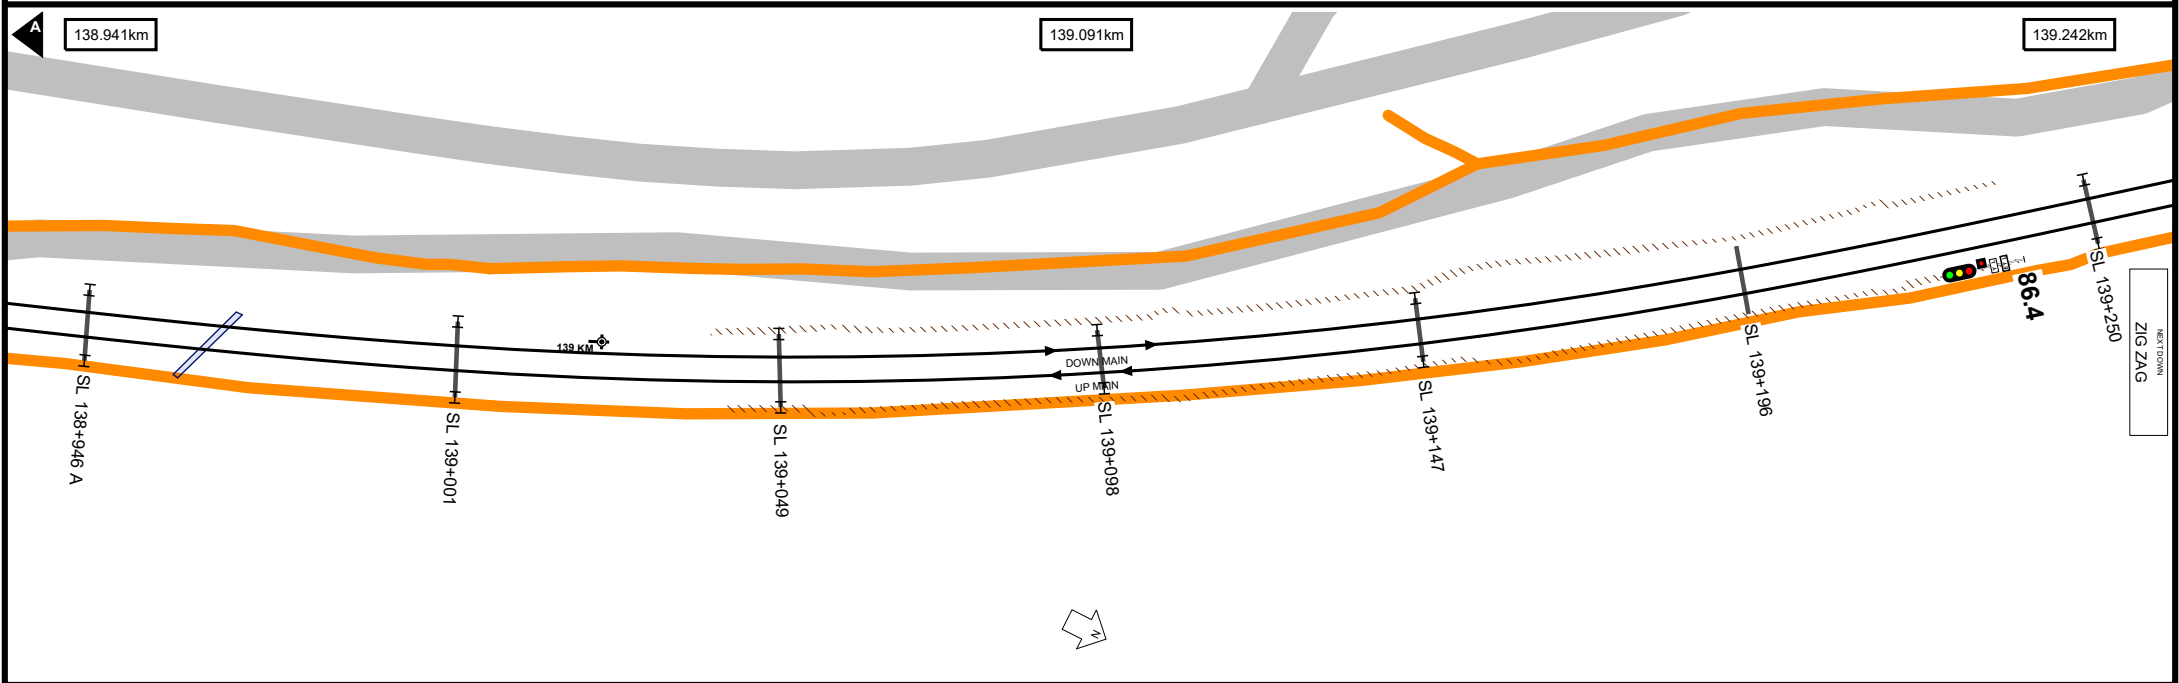 A
138.941km
139.091km
139.242km
139 KM
DOWN MAIN
UP MAIN
SL 138+946 A
SL 139+001
SL 139+049
SL 139+098
SL 139+147
SL 139+196
86.4
SL 139+250
NEXT DOWN
ZIG ZAG
N